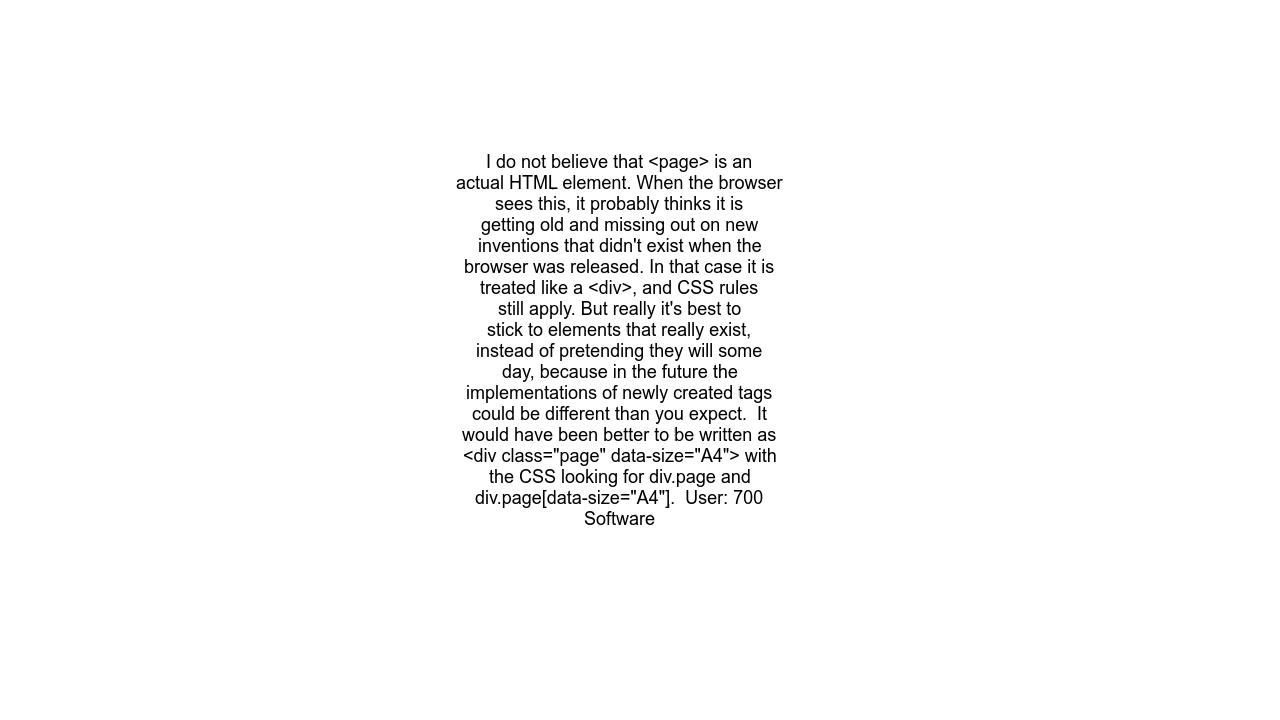 I do not believe that <page> is an
actual HTML element. When the browser
sees this, it probably thinks it is
getting old and missing out on new
inventions that didn't exist when the
browser was released. In that case it is
treated like a <div>, and CSS rules
still apply. But really it's best to
stick to elements that really exist,
instead of pretending they will some
day, because in the future the
implementations of newly created tags
could be different than you expect.  It
would have been better to be written as
<div class="page" data-size="A4"> with
the CSS looking for div.page and
div.page[data-size="A4"].  User: 700
Software